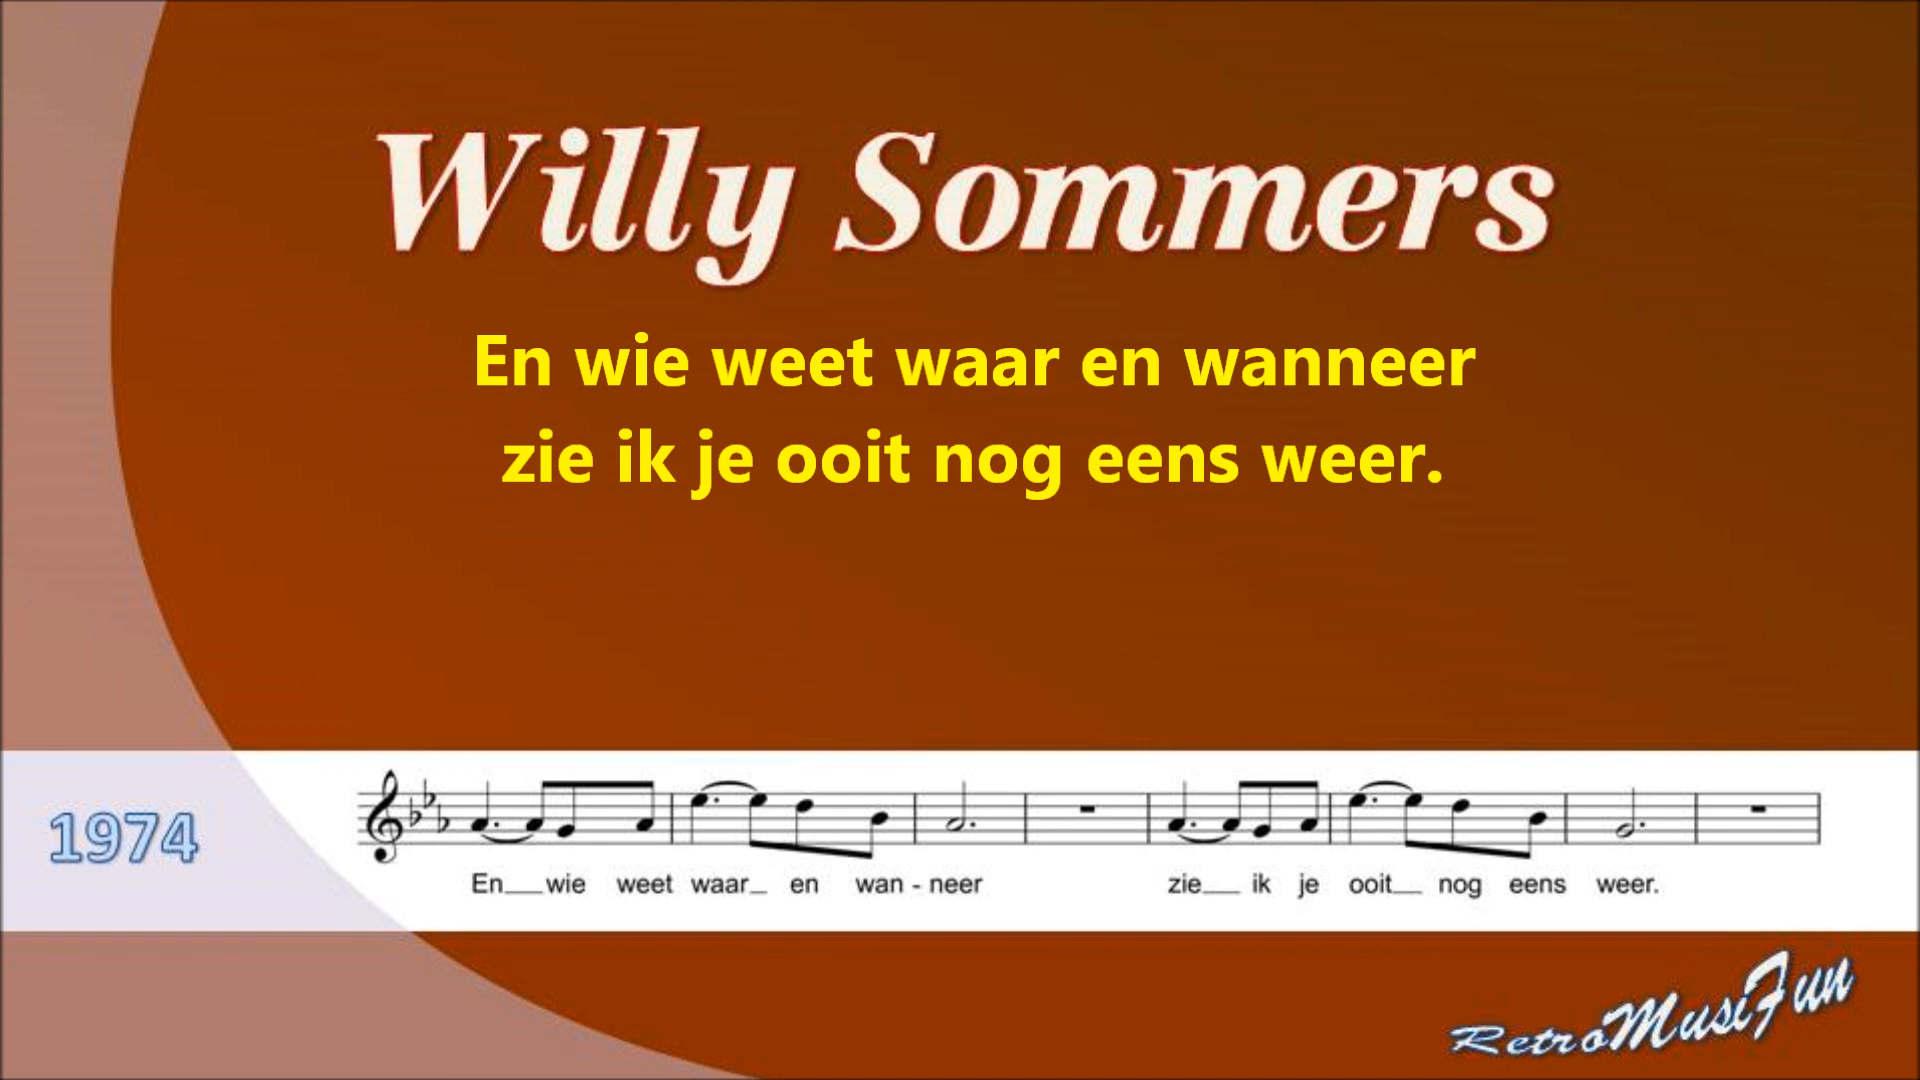 Willy Sommers
En wie weet waar en wanneer
zie ik je ooit nog eens weer.
1974
En__wie weet waar_ en wan - neer zie__ ik je ooit__ nog eens weer.
RetroMusiFun